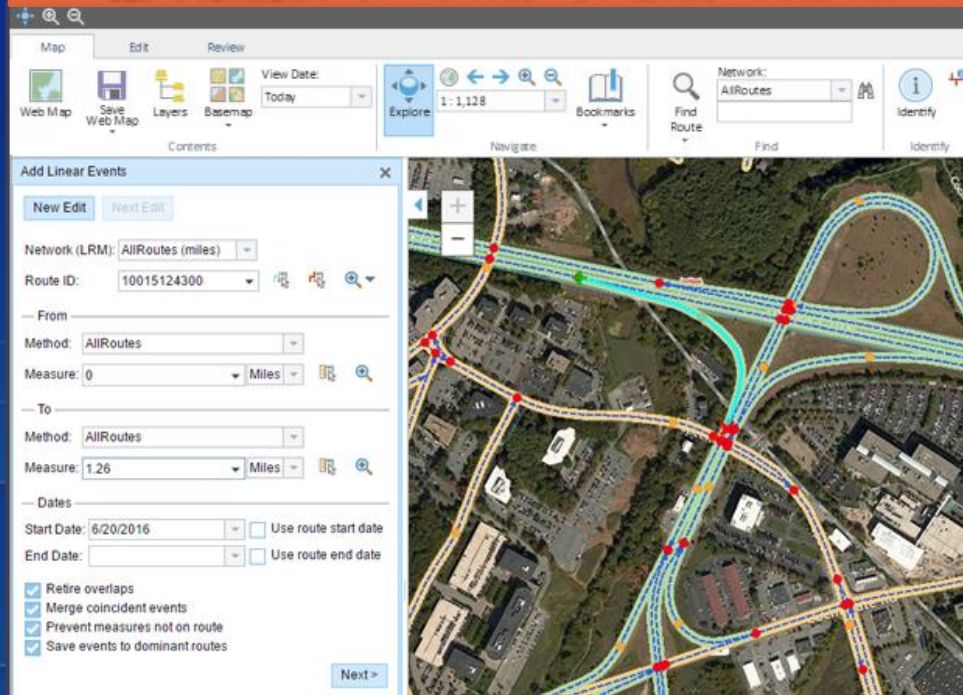 Map Edit Review
Web Map
Save
Web Map
Layers
Basemap
View Date:
Today
Contents
Explore
1:1,128
Bookmarks
Navigate
Find
Route
Network:
AllRoutes
Find
Identify
Identify
Add Linear Events
New Edit Next Edit
Network (LRM): AllRoutes (miles)
Route ID: 10015124300
From
Method: AllRoutes
Measure: 0 Miles
To
Method: AllRoutes
Measure: 1.26 Miles
Dates
Start Date: 6/20/2016 Use route start date
End Date: Use route end date
Retire overlaps
Merge coincident events
Prevent measures not on route
Save events to dominant routes
Next >